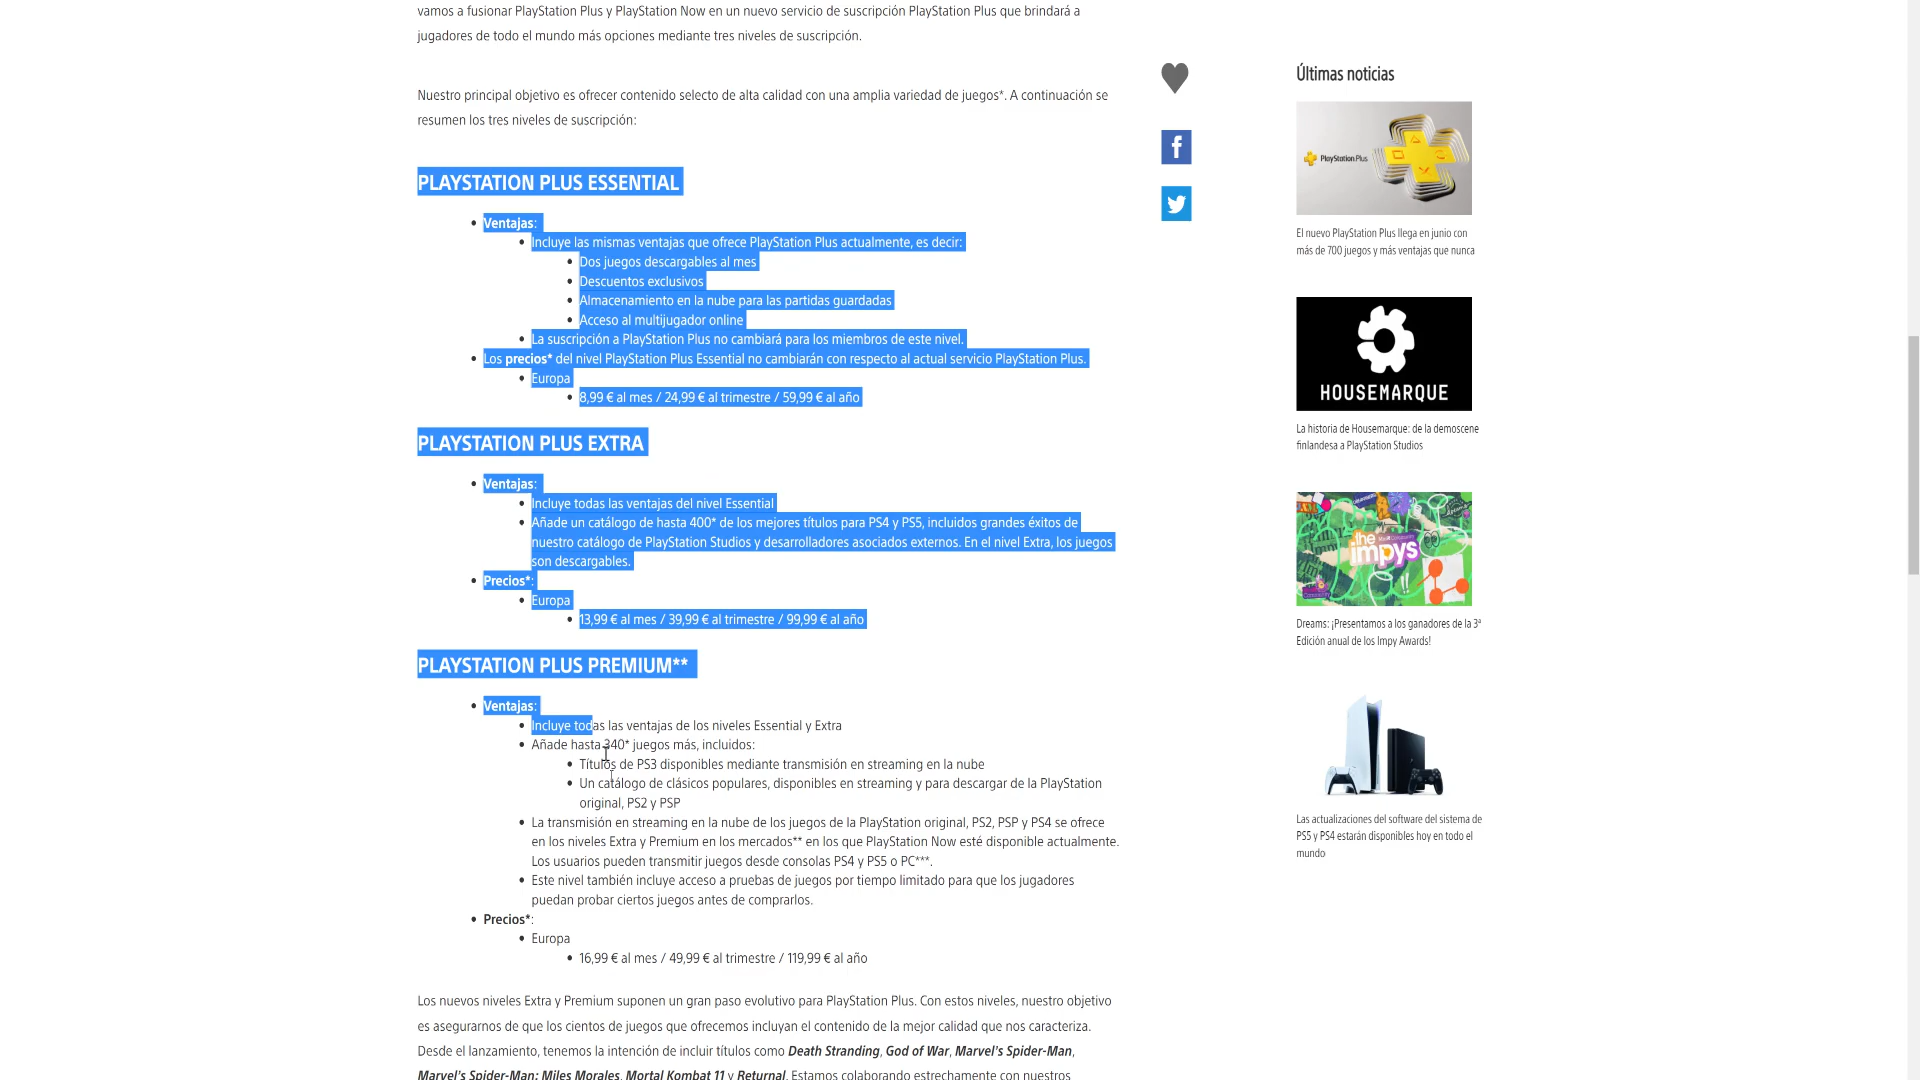 vamos a fusionar PlayStation Plus y PlayStation Now en un nuevo servicio de suscripción PlayStation Plus que brindará a
jugadores de todo el mundo más opciones mediante tres niveles de suscripción.
Nuestro principal objetivo es ofrecer contenido selecto de alta calidad con una amplia variedad de juegos*. A continuación se
resumen los tres niveles de suscripción:
PLAYSTATION PLUS ESSENTIAL
• Ventajas:
• Incluye las mismas ventajas que ofrece PlayStation Plus actualmente, es decir:
• Dos juegos descargables al mes
• Descuentos exclusivos
• Almacenamiento en la nube para las partidas guardadas
• Acceso al multijugador online
• La suscripción a PlayStation Plus no cambiará para los miembros de este nivel.
• Los precios* del nivel PlayStation Plus Essential no cambiarán con respecto al actual servicio PlayStation Plus.
• Europa
• 8,99 € al mes / 24,99 € al trimestre / 59,99 € al año
PLAYSTATION PLUS EXTRA
• Ventajas:
• Incluye todas las ventajas del nivel Essential
• Añade un catálogo de hasta 400* de los mejores títulos para PS4 y PS5, incluidos grandes éxitos de
nuestro catálogo de PlayStation Studios y desarrolladores asociados externos. En el nivel Extra, los juegos
son descargables.
• Precios*:
• Europa
• 13,99 € al mes / 39,99 € al trimestre / 99,99 € al año
PLAYSTATION PLUS PREMIUM**
• Ventajas:
• Incluye todas las ventajas de los niveles Essential y Extra
• Añade hasta 340* juegos más, incluidos:
• Títulos de PS3 disponibles mediante transmisión en streaming en la nube
• Un catálogo de clásicos populares, disponibles en streaming y para descargar de la PlayStation
original, PS2 y PSP
• La transmisión en streaming en la nube de los juegos de la PlayStation original, PS2, PSP y PS4 se ofrece
en los niveles Extra y Premium en los mercados** en los que PlayStation Now esté disponible actualmente.
Los usuarios pueden transmitir juegos desde consolas PS4 y PS5 o PC***.
• Este nivel también incluye acceso a pruebas de juegos por tiempo limitado para que los jugadores
puedan probar ciertos juegos antes de comprarlos.
• Precios*:
• Europa
• 16,99 € al mes / 49,99 € al trimestre / 119,99 € al año
Los nuevos niveles Extra y Premium suponen un gran paso evolutivo para PlayStation Plus. Con estos niveles, nuestro objetivo
es asegurarnos de que los cientos de juegos que ofrecemos incluyan el contenido de la mejor calidad que nos caracteriza.
Desde el lanzamiento, tenemos la intención de incluir títulos como Death Stranding, God of War, Marvel's Spider-Man,
Marvel's Spider-Man: Miles Morales, Mortal Kombat 11 y Returnal. Estamos colaborando estrechamente con nuestros
Últimas noticias
PlayStation Plus
El nuevo PlayStation Plus llega en junio con
más de 700 juegos y más ventajas que nunca
HOUSEMARQUE
La historia de Housemarque: de la demoscene
finlandesa a PlayStation Studios
the
impys
Dreams: ¡Presentamos a los ganadores de la 3ª
Edición anual de los Impy Awards!
Las actualizaciones del software del sistema de
PS5 y PS4 estarán disponibles hoy en todo el
mundo